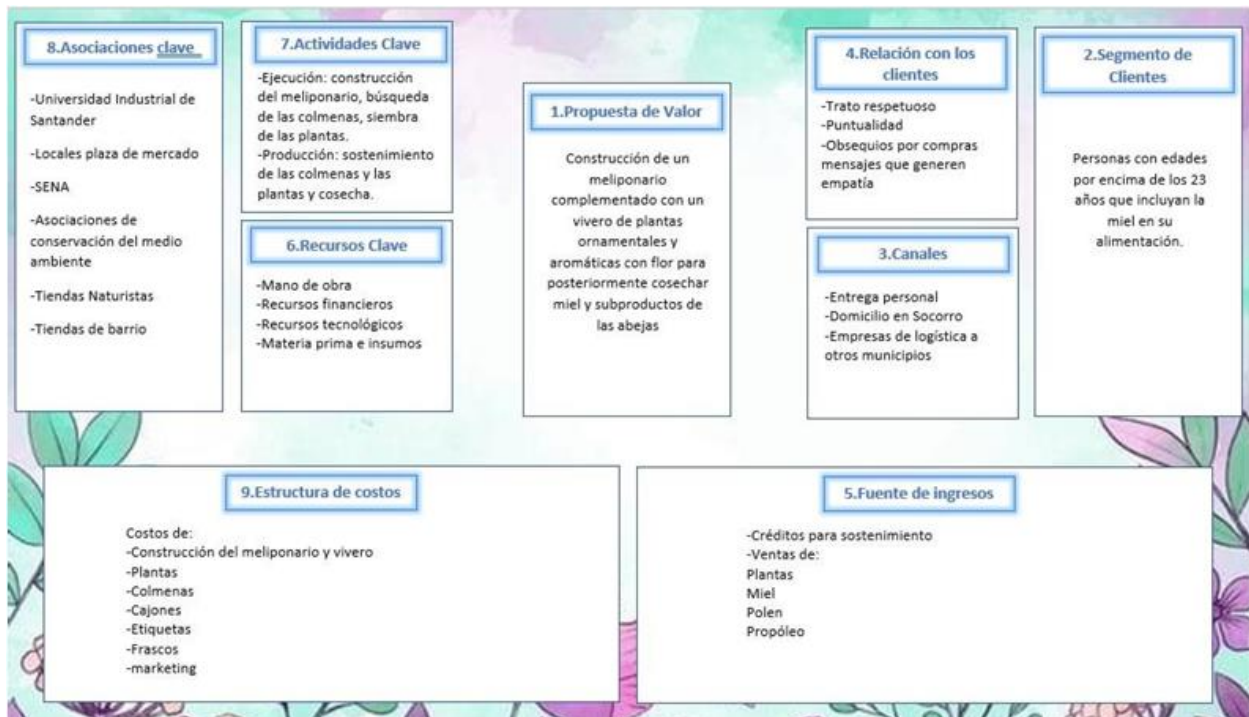 8.Asociaciones clave
-Universidad Industrial de
Santander
-Locales plaza de mercado
-SENA
-Asociaciones de
conservación del medio
ambiente
-Tiendas Naturistas
-Tiendas de barrio
7.Actividades Clave
-Ejecución: construcción
del meliponario, búsqueda
de las colmenas, siembra
de las plantas.
-Producción: sostenimiento
de las colmenas y las
plantas y cosecha.
6.Recursos Clave
-Mano de obra
-Recursos financieros
-Recursos tecnológicos
-Materia prima e insumos
1.Propuesta de Valor
Construcción de un
meliponario
complementado con un
vivero de plantas
ornamentales y
aromáticas con flor para
posteriormente cosechar
miel y subproductos de
las abejas
4.Relación con los
clientes
-Trato respetuoso
-Puntualidad
-Obsequios por compras
mensajes que generen
empatía
3.Canales
-Entrega personal
-Domicilio en Socorro
-Empresas de logística a
otros municipios
2.Segmento de
Clientes
Personas con edades
por encima de los 23
años que incluyan la
miel en su
alimentación.
9.Estructura de costos
Costos de:
-Construcción del meliponario y vivero
-Plantas
-Colmenas
-Cajones
-Etiquetas
-Frascos
-marketing
5.Fuente de ingresos
-Créditos para sostenimiento
-Ventas de:
Plantas
Miel
Polen
Propóleo